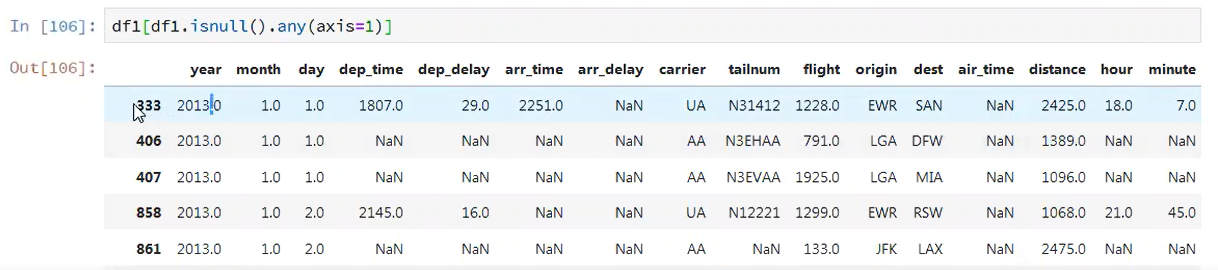 In [106]: df1[df1.isnull().any(axis=1)]
Out[106]:
year month day dep_time dep_delay arr_time arr_delay carrier tailnum flight origin dest air_time distance hour minute
333 2013.0 1.0 1.0 1807.0 29.0 2251.0 NaN UA N31412 1228.0 EWR SAN NaN 2425.0 18.0 7.0
406 2013.0 1.0 1.0 NaN NaN NaN NaN AA N3EHAA 791.0 LGA DFW NaN 1389.0 NaN NaN
407 2013.0 1.0 1.0 NaN NaN NaN NaN AA N3EVAA 1925.0 LGA MIA NaN 1096.0 NaN NaN
858 2013.0 1.0 2.0 2145.0 16.0 NaN NaN UA N12221 1299.0 EWR RSW NaN 1068.0 21.0 45.0
861 2013.0 1.0 2.0 NaN NaN NaN NaN AA NaN 133.0 JFK LAX NaN 2475.0 NaN NaN